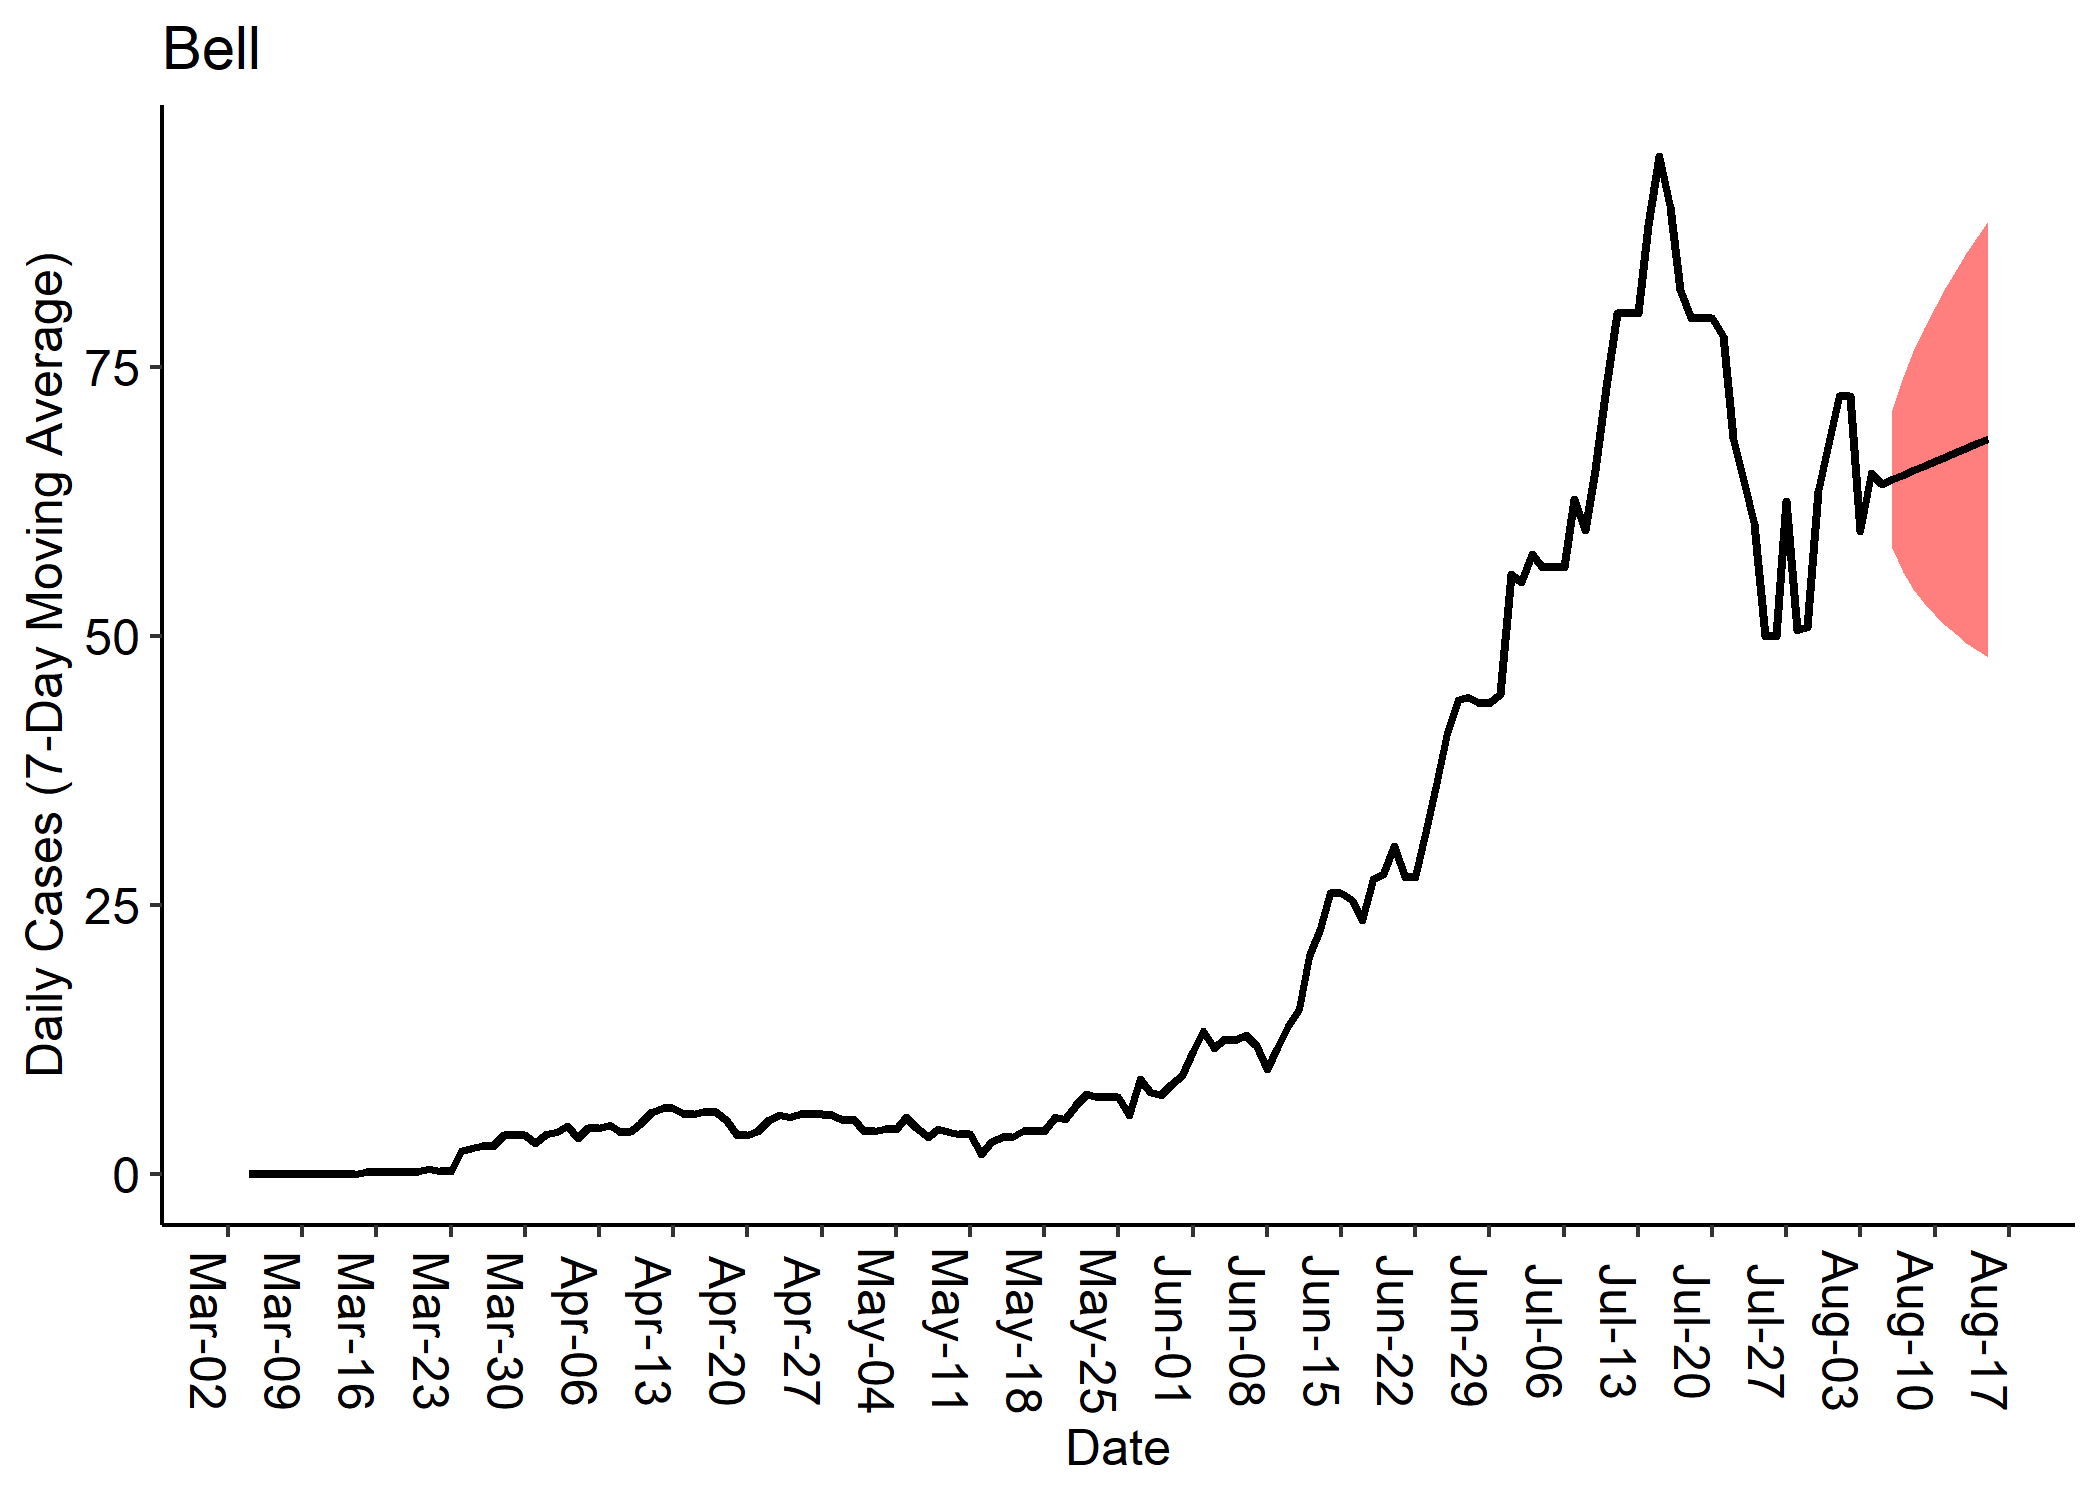 Bell
Daily Cases (7-Day Moving Average)
75
50
25
0
Mar-02
Mar-09
Mar-16
Mar-23
Mar-30
Apr-06
Apr-13
Apr-20
Apr-27
May-04
May-11
May-18
May-25
Jun-01
Jun-08
Jun-15
Jun-22
Jun-29
Jul-06
Jul-13
Jul-20
Jul-27
Aug-03
Aug-10
Aug-17
Date